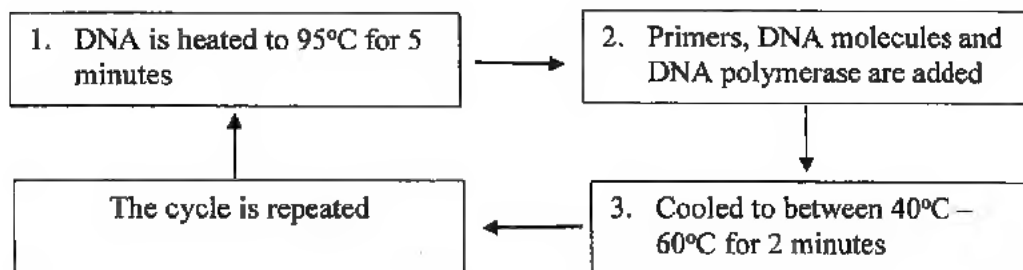 1. DNA is heated to 95°C for 5
minutes
2. Primers, DNA molecules and
DNA polymerase are added
3. Cooled to between 40°C –
60°C for 2 minutes
The cycle is repeated